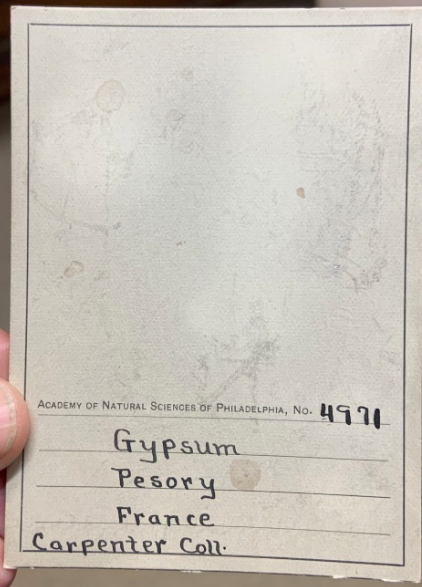 Academy of Natural Sciences of Philadelphia, No. 4971
Gypsum
Pesory
France
Carpenter Coll.